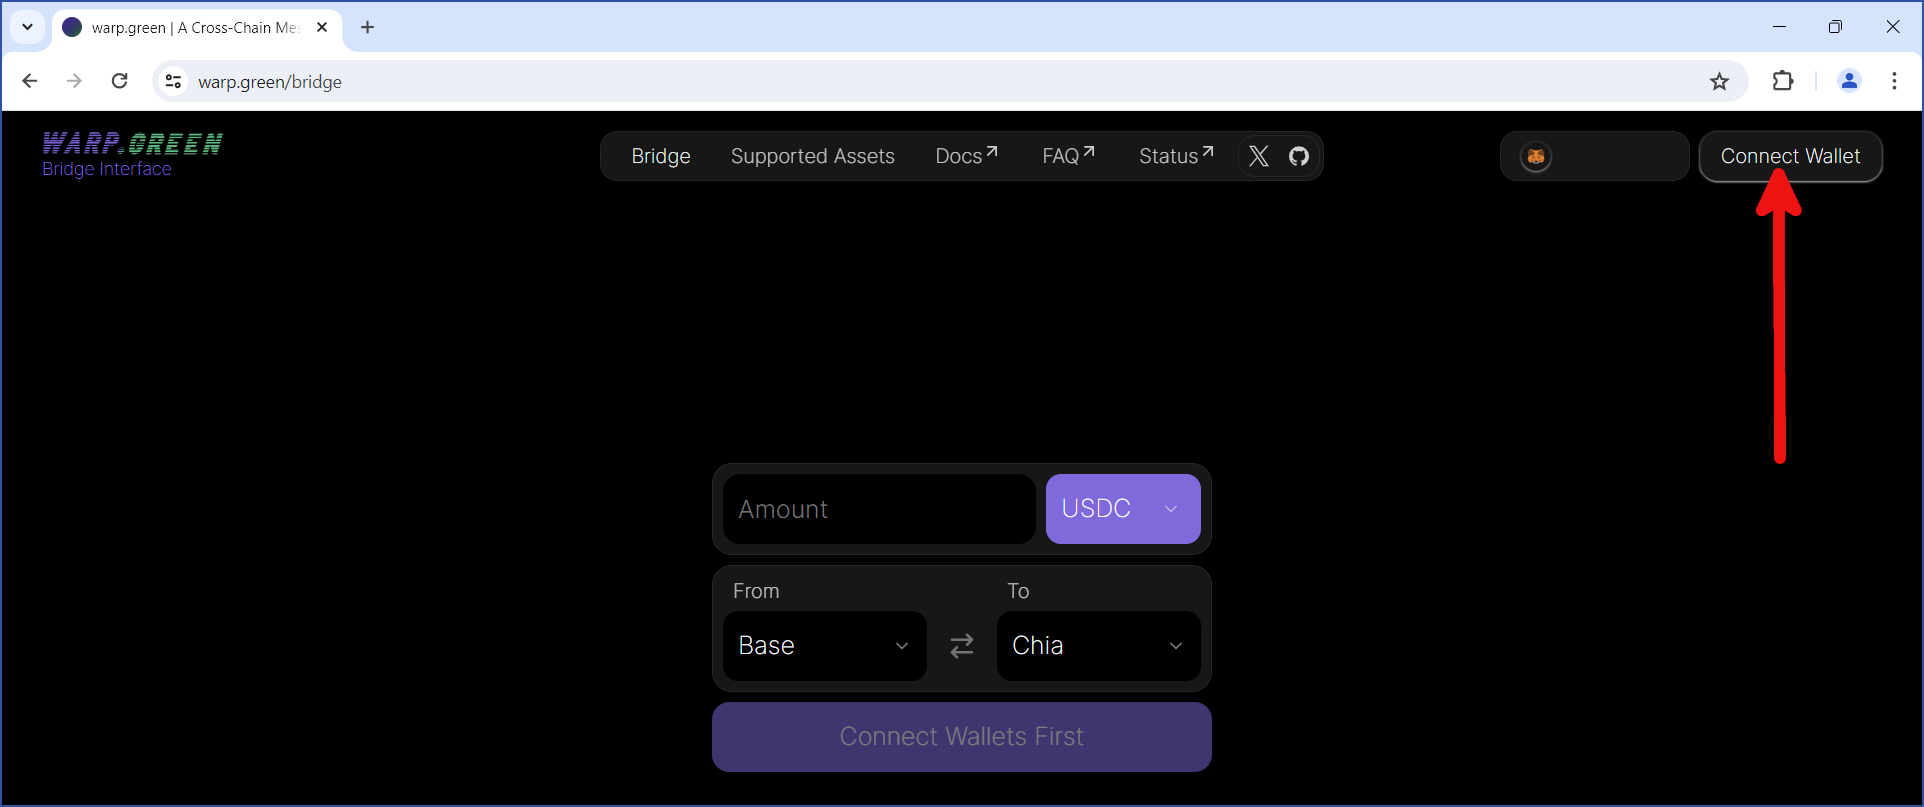 warp.green | A Cross-Chain Mes
warp.green/bridge
WARP.GREEN
Bridge Interface
Bridge
Supported Assets
Docs
FAQ
Status
Connect Wallet
Amount
USDC
From
To
Base
Chia
Connect Wallets First